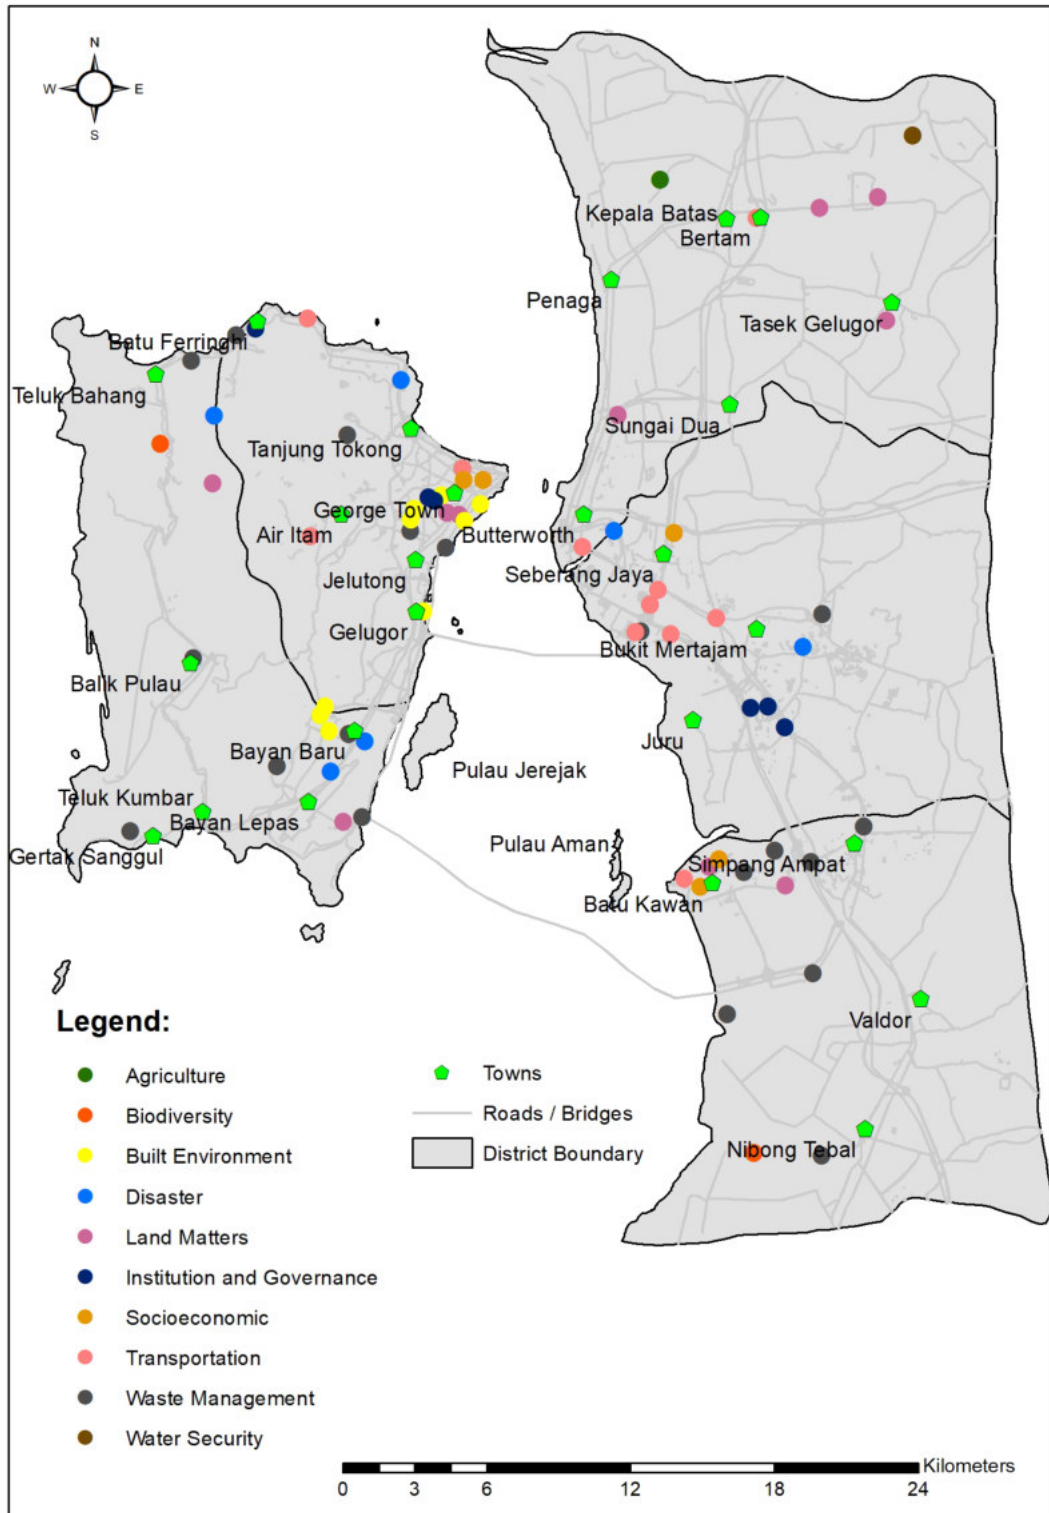 N
W E
S
Kepala Batas
Bertam
Penaga
Tasek Gelugor
Batu Ferringhi
Teluk Bahang
Sungai Dua
Tanjung Tokong
George Town
Air Itam
Butterworth
Jelutong
Seberang Jaya
Gelugor
Bukit Mertajam
Balik Pulau
Juru
Bayan Baru
Pulau Jerejak
Teluk Kumbar
Bayan Lepas
Gertak Sanggul
Pulau Aman
Simpang Ampat
Batu Kawan
Valdor
Nibong Tebal
Legend:
Agriculture
Biodiversity
Built Environment
Disaster
Land Matters
Institution and Governance
Socioeconomic
Transportation
Waste Management
Water Security
Towns
Roads / Bridges
District Boundary
Kilometers
0 3 6 12 18 24